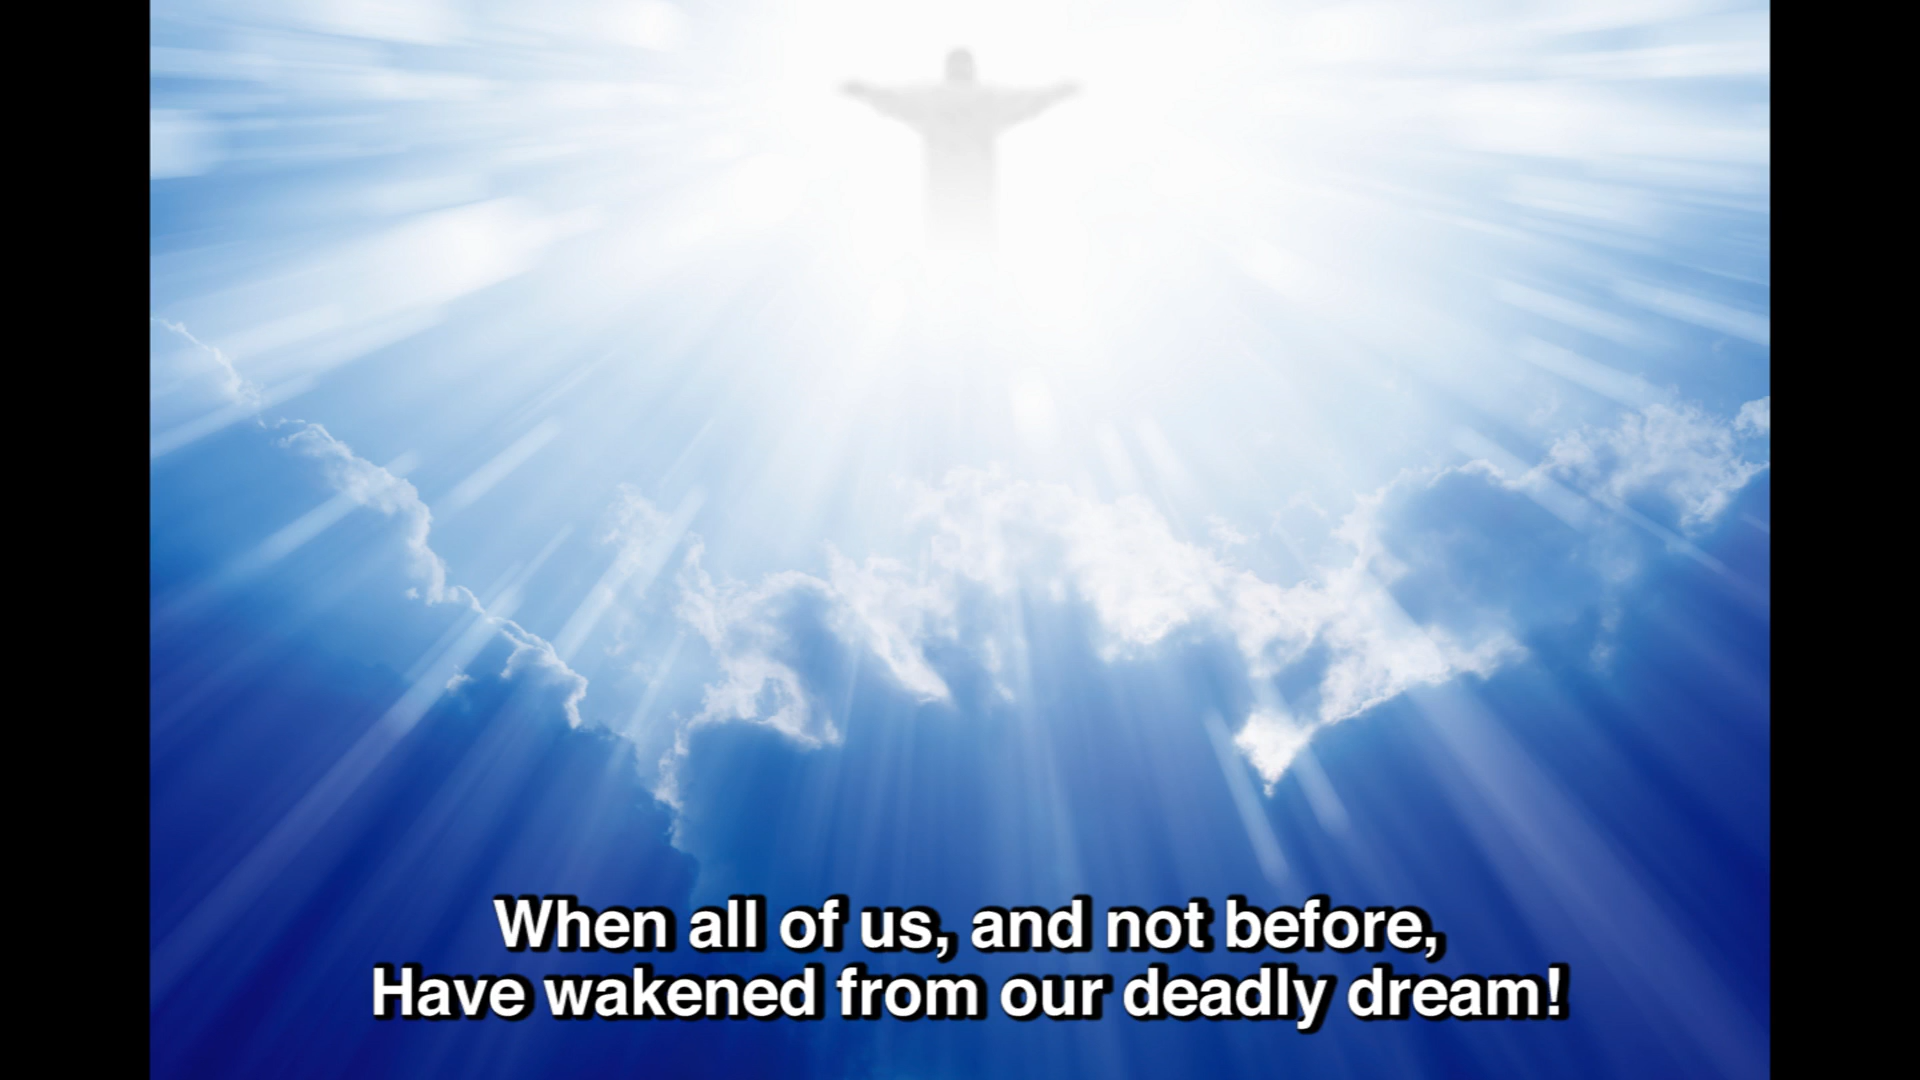 When all of us, and not before,
Have wakened from our deadly dream!